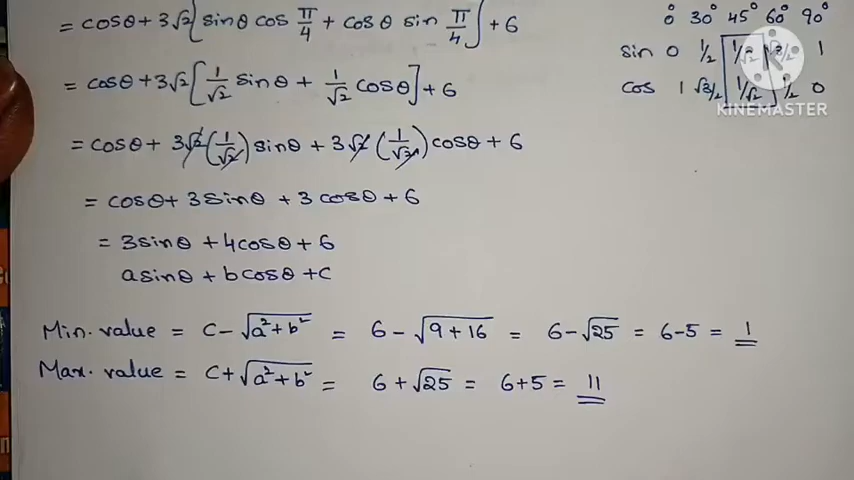 = cosθ + 3√2 [sinθ cos π/4 + cosθ sin π/4] + 6
= cosθ + 3√2 [1/√2 sinθ + 1/√2 cosθ] + 6
= cosθ + 3√2 (1/√2) sinθ + 3√2 (1/√2) cosθ + 6
= cosθ + 3sinθ + 3cosθ + 6
= 3sinθ + 4cosθ + 6
asinθ + bcosθ + c
Min. value = c - √(a²+b²) = 6 - √(9+16) = 6 - √25 = 6-5 = 1
Max. value = c + √(a²+b²) = 6 + √25 = 6+5 = 11
0° 30° 45° 60° 90°
sin 0 1/2 1/√2 1
cos 1 √3/2 1/√2 1/2 0
KINEMASTER